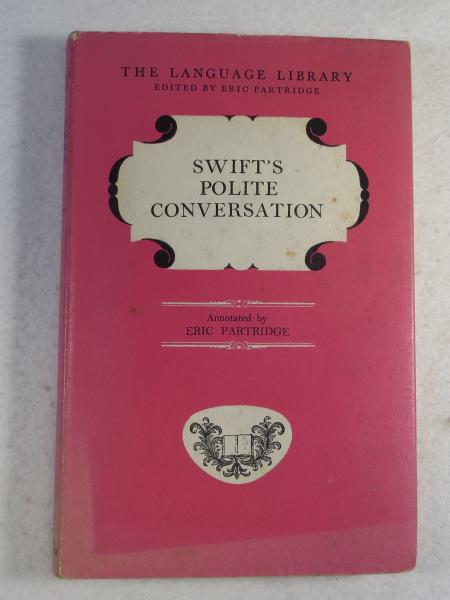 THE LANGUAGE LIBRARY
EDITED BY ERIC PARTRIDGE
SWIFT'S
POLITE
CONVERSATION
Annotated by
ERIC PARTRIDGE